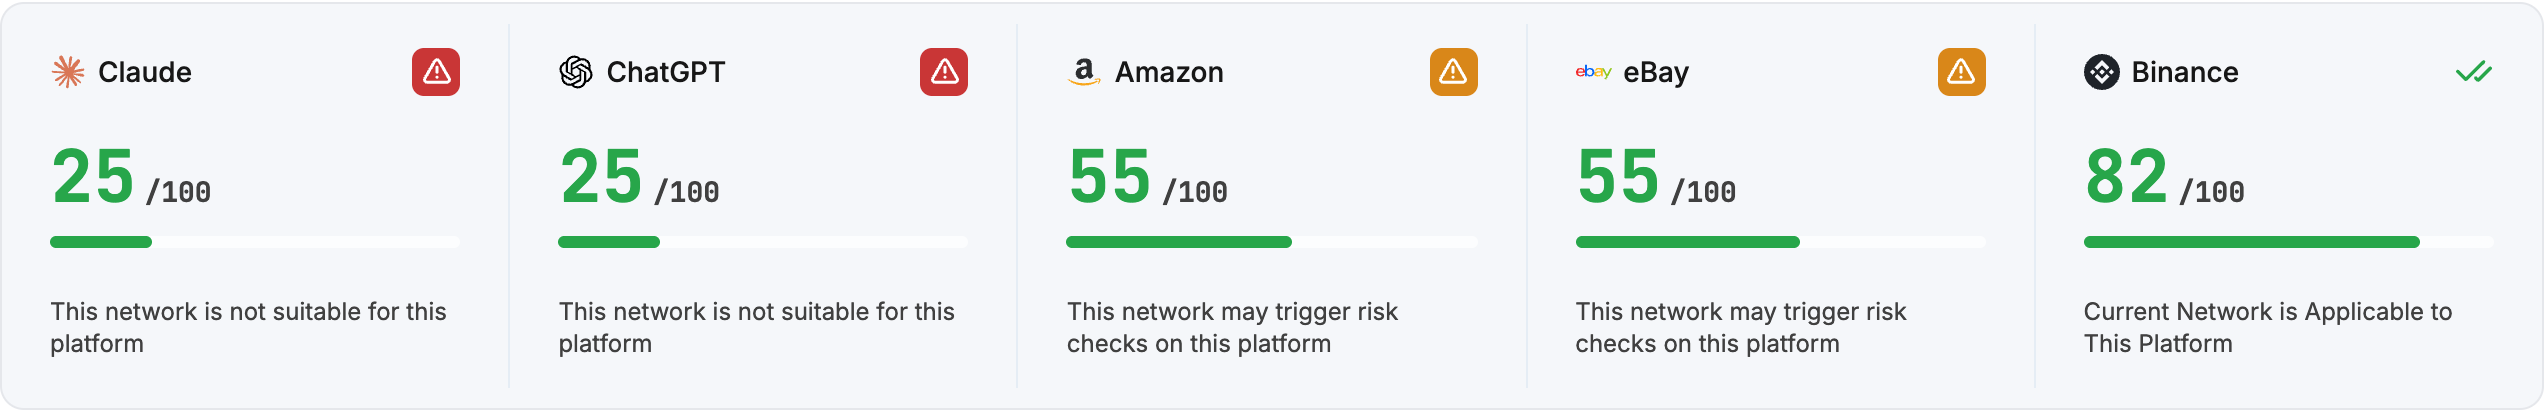 Claude
25 /100
This network is not suitable for this
platform
ChatGPT
25 /100
This network is not suitable for this
platform
a
Amazon
55 /100
This network may trigger risk
checks on this platform
ebay
eBay
55 /100
This network may trigger risk
checks on this platform
Binance
82 /100
Current Network is Applicable to
This Platform